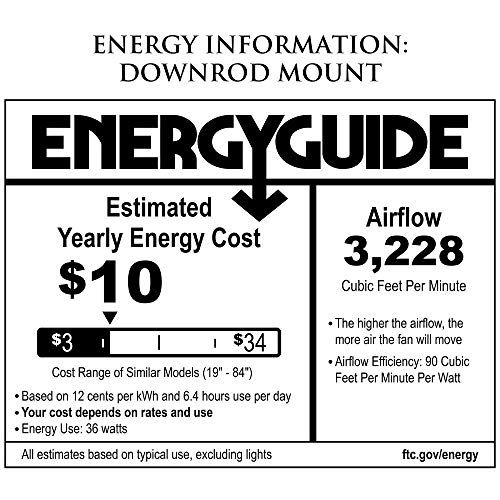 ENERGY INFORMATION:
DOWNROD MOUNT
ENERGYGUIDE
Estimated
Yearly Energy Cost
$10
$3
$34
Cost Range of Similar Models (19" - 84")
• Based on 12 cents per kWh and 6.4 hours use per day
• Your cost depends on rates and use
• Energy Use: 36 watts
Airflow
3,228
Cubic Feet Per Minute
• The higher the airflow, the
more air the fan will move
• Airflow Efficiency: 90 Cubic
Feet Per Minute Per Watt
All estimates based on typical use, excluding lights
ftc.gov/energy